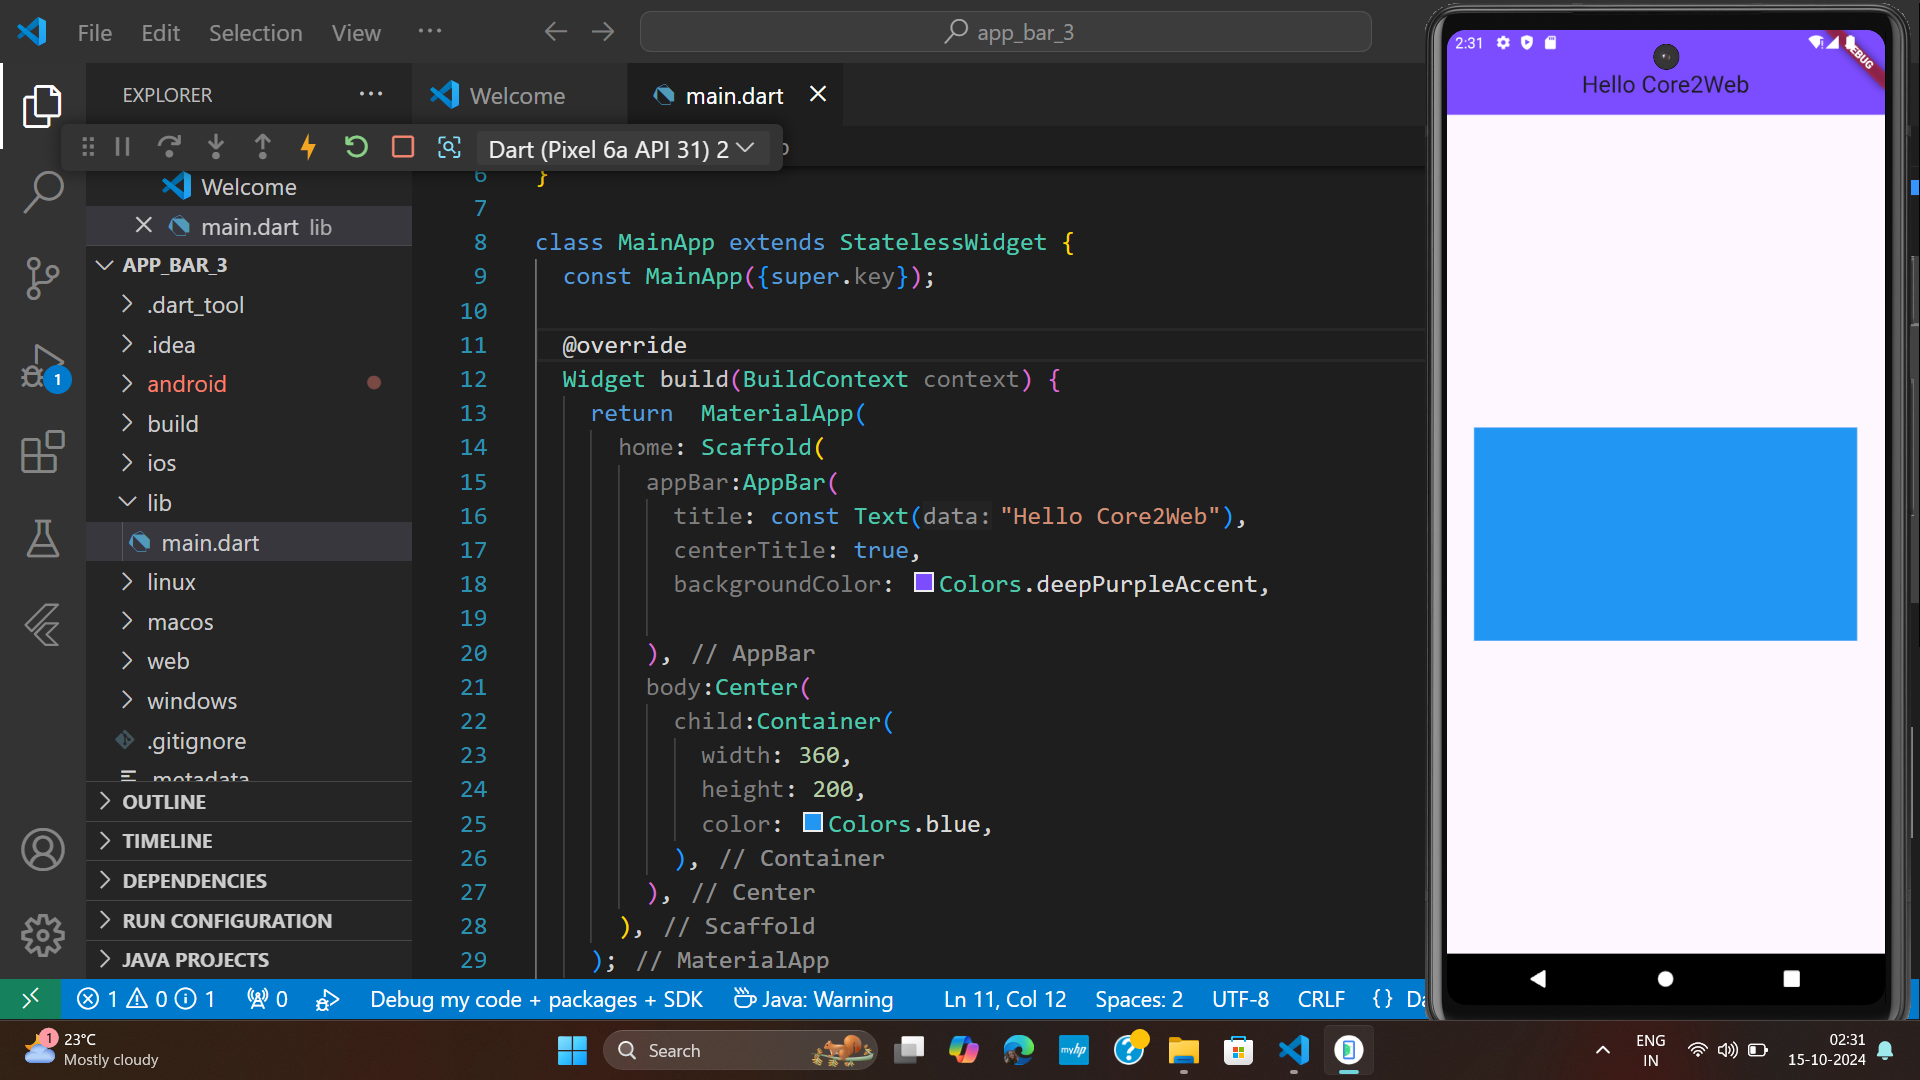 File Edit Selection View ···
app_bar_3
EXPLORER ···
Welcome
main.dart
Dart (Pixel 6a API 31) 2
Welcome
main.dart lib
APP_BAR_3
.dart_tool
.idea
android
build
ios
lib
main.dart
linux
macos
web
windows
.gitignore
.metadata
OUTLINE
TIMELINE
DEPENDENCIES
RUN CONFIGURATION
JAVA PROJECTS
1
6 }
7
8 class MainApp extends StatelessWidget {
9 const MainApp({super.key});
10
11 @override
12 Widget build(BuildContext context) {
13 return  MaterialApp(
14 home: Scaffold(
15 appBar:AppBar(
16 title: const Text(data: "Hello Core2Web"),
17 centerTitle: true,
18 backgroundColor: Colors.deepPurpleAccent,
19
20 ), // AppBar
21 body:Center(
22 child:Container(
23 width: 360,
24 height: 200,
25 color: Colors.blue,
26 ), // Container
27 ), // Center
28 ), // Scaffold
29 ); // MaterialApp
2:31
DEBUG
Hello Core2Web
1 0 1 0 Debug my code + packages + SDK Java: Warning Ln 11, Col 12 Spaces: 2 UTF-8 CRLF {} Da
1
23°C
Mostly cloudy
Search
myhp
ENG
IN
02:31
15-10-2024